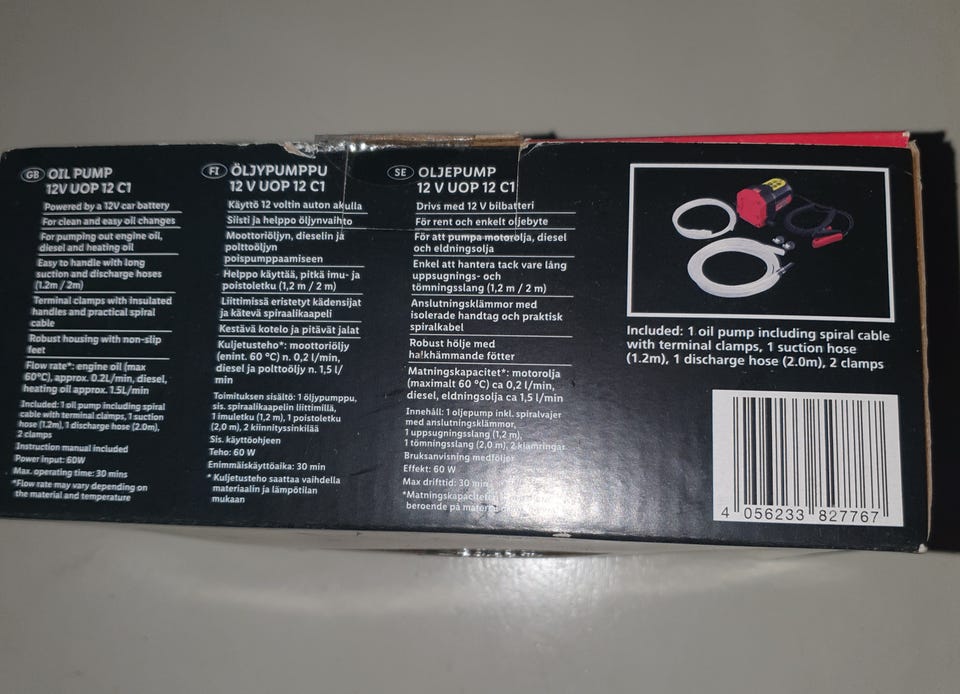 GB OIL PUMP
12V UOP 12 C1
Powered by a 12V car battery
For clean and easy oil changes
For pumping out engine oil,
diesel and heating oil
Easy to handle with long
suction and discharge hoses
(1.2m / 2m)
Terminal clamps with insulated
handles and practical spiral
cable
Robust housing with non-slip
feet
Flow rate*: engine oil (max
60°C), approx. 0.2L/min, diesel,
heating oil approx. 1.5L/min
Included: 1 oil pump including spiral
cable with terminal clamps, 1 suction
hose (1.2m), 1 discharge hose (2.0m),
2 clamps
Instruction manual included
Power input: 60W
Max. operating time: 30 mins
*Flow rate may vary depending on
the material and temperature
FI ÖLJYPUMPPU
12 V UOP 12 C1
Käyttö 12 voltin auton akulla
Siisti ja helppo öljynvaihto
Moottoriöljyn, dieselin ja
polttoöljyn
poispumppaamiseen
Helppo käyttää, pitkä imu- ja
poistoletku (1,2 m / 2 m)
Liittimissä eristetyt kädensijat
ja kätevä spiraalikaapeli
Kestävä kotelo ja pitävät jalat
Kuljetusteho*: moottoriöljy
(enint. 60 °C) n. 0,2 l/min,
diesel ja polttoöljy n. 1,5 l/
min
Toimituksen sisältö: 1 öljypumppu,
sis. spiraalikaapelin liittimillä,
1 imuletku (1,2 m), 1 poistoletku
(2,0 m), 2 kiinnityssinkilää
Sis. käyttöohjeen
Teho: 60 W
Enimmäiskäyttöaika: 30 min
* Kuljetusteho saattaa vaihdella
materiaalin ja lämpötilan
mukaan
SE OLJEPUMP
12 V UOP 12 C1
Drivs med 12 V bilbatteri
För rent och enkelt oljebyte
För att pumpa motorolja, diesel
och eldningsolja
Enkel att hantera tack vare lång
uppsugnings- och
tömningsslang (1,2 m / 2 m)
Anslutningsklämmor med
isolerade handtag och praktisk
spiralkabel
Robust hölje med
halkhämmande fötter
Matningskapacitet*: motorolja
(maximalt 60 °C) ca 0,2 l/min,
diesel, eldningsolja ca 1,5 l/min
Innehåll: 1 oljepump inkl. spiralvajer
med anslutningsklämmor,
1 uppsugningsslang (1,2 m),
1 tömningsslang (2,0 m), 2 klämringar
Bruksanvisning medföljer
Effekt: 60 W
Max drifttid: 30 min
*Matningskapaciteten
beroende på
Included: 1 oil pump including spiral cable
with terminal clamps, 1 suction hose
(1.2m), 1 discharge hose (2.0m), 2 clamps
4 056233 827767